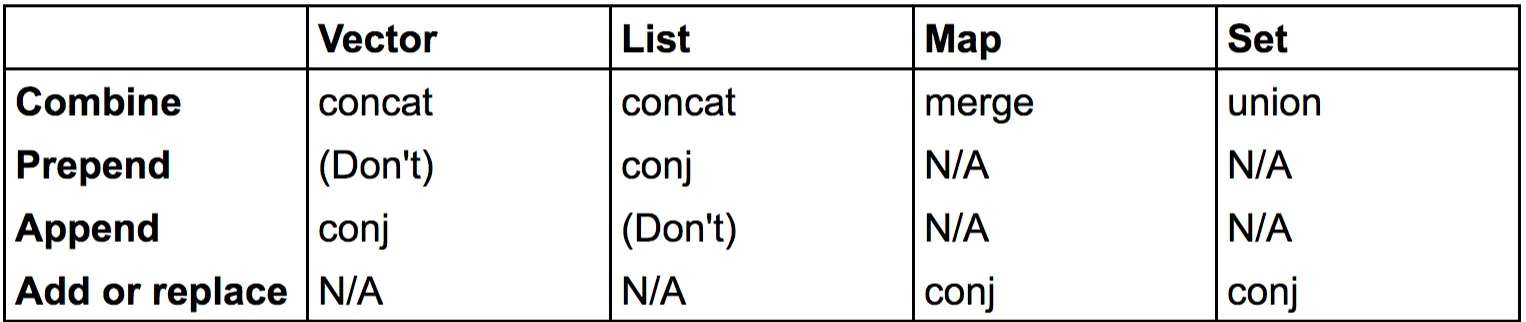 Vector List Map Set
Combine concat concat merge union
Prepend (Don't) conj N/A N/A
Append conj (Don't) N/A N/A
Add or replace N/A N/A conj conj